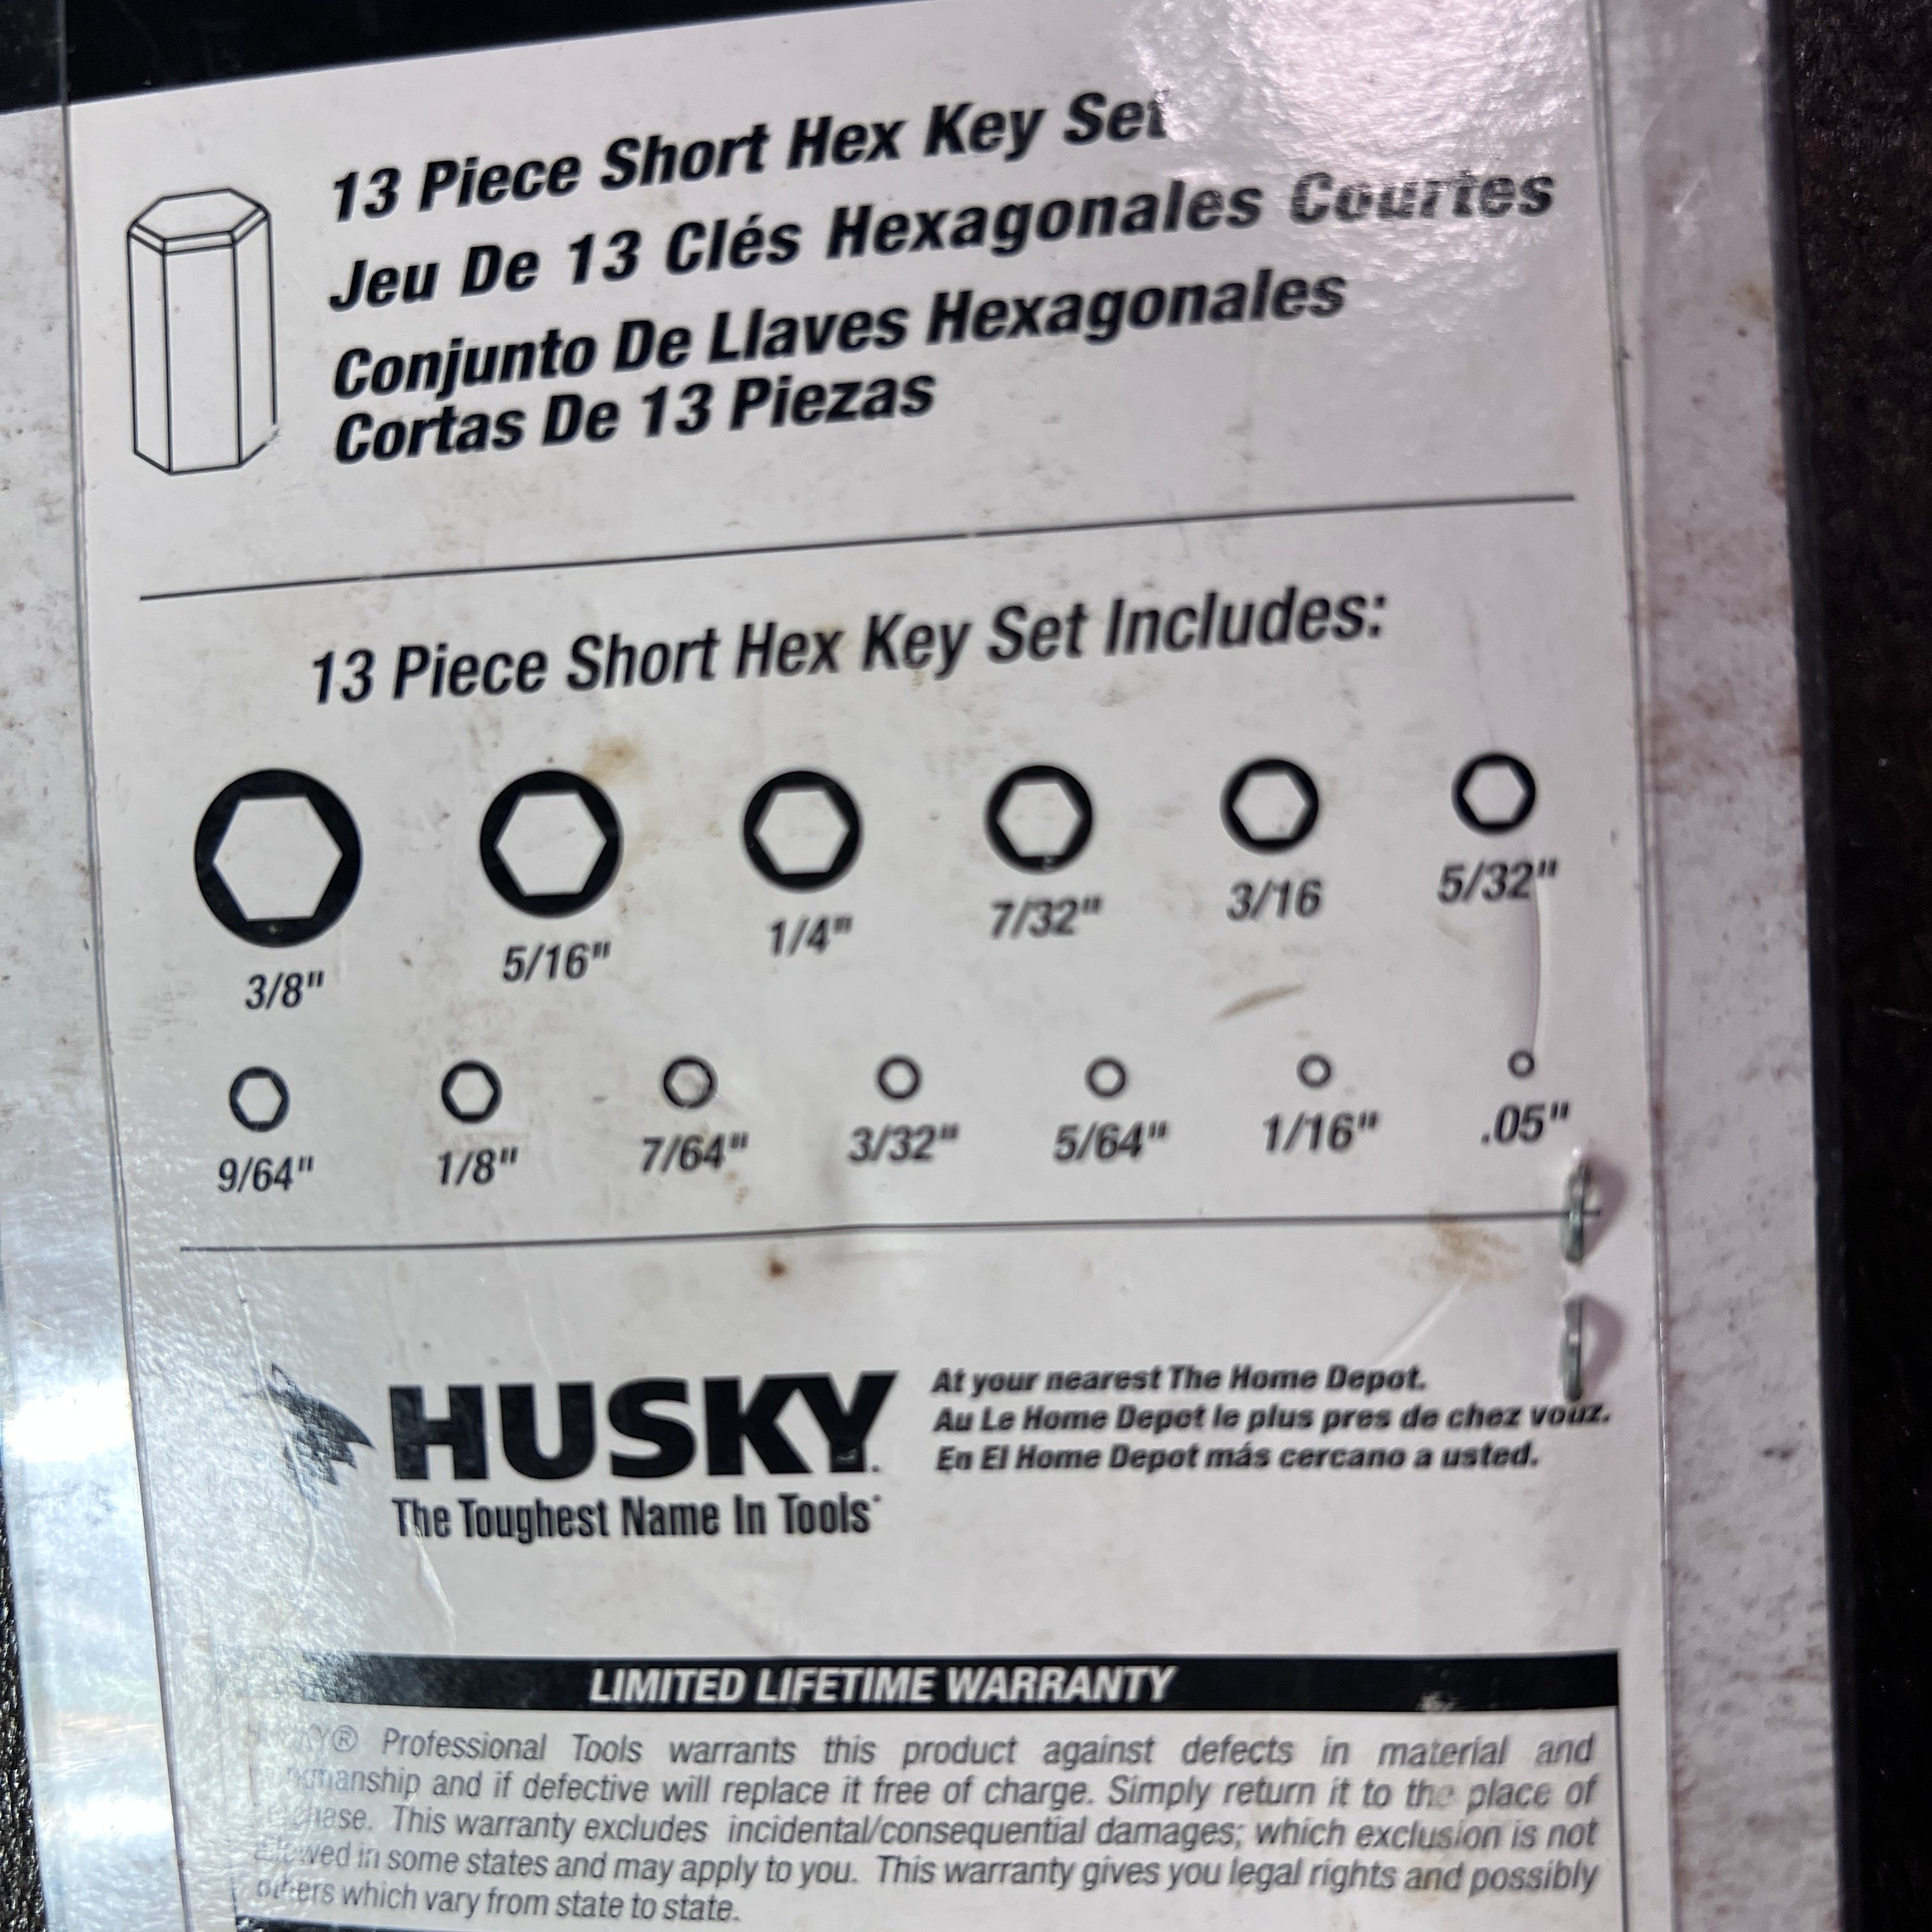 13 Piece Short Hex Key Set
Jeu De 13 Clés Hexagonales Courtes
Conjunto De Llaves Hexagonales
Cortas De 13 Piezas
13 Piece Short Hex Key Set Includes:
3/8" 5/16" 1/4" 7/32" 3/16 5/32"
9/64" 1/8" 7/64" 3/32" 5/64" 1/16" .05"
HUSKY.
The Toughest Name In Tools
At your nearest The Home Depot.
Au Le Home Depot le plus pres de chez vouz.
En El Home Depot más cercano a usted.
LIMITED LIFETIME WARRANTY
Professional Tools warrants this product against defects in material and
and if defective will replace it free of charge. Simply return it to the place of
This warranty excludes incidental/consequential damages; which exclusion is not
in some states and may apply to you. This warranty gives you legal rights and possibly
others which vary from state to state.